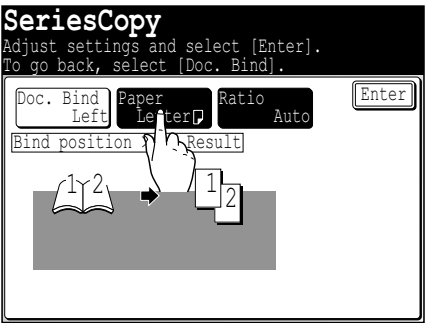 SeriesCopy
Adjust settings and select [Enter].
To go back, select [Doc. Bind].
Doc. Bind Left
Paper Letter
Ratio Auto
Enter
Bind position Result
1 2
1
2